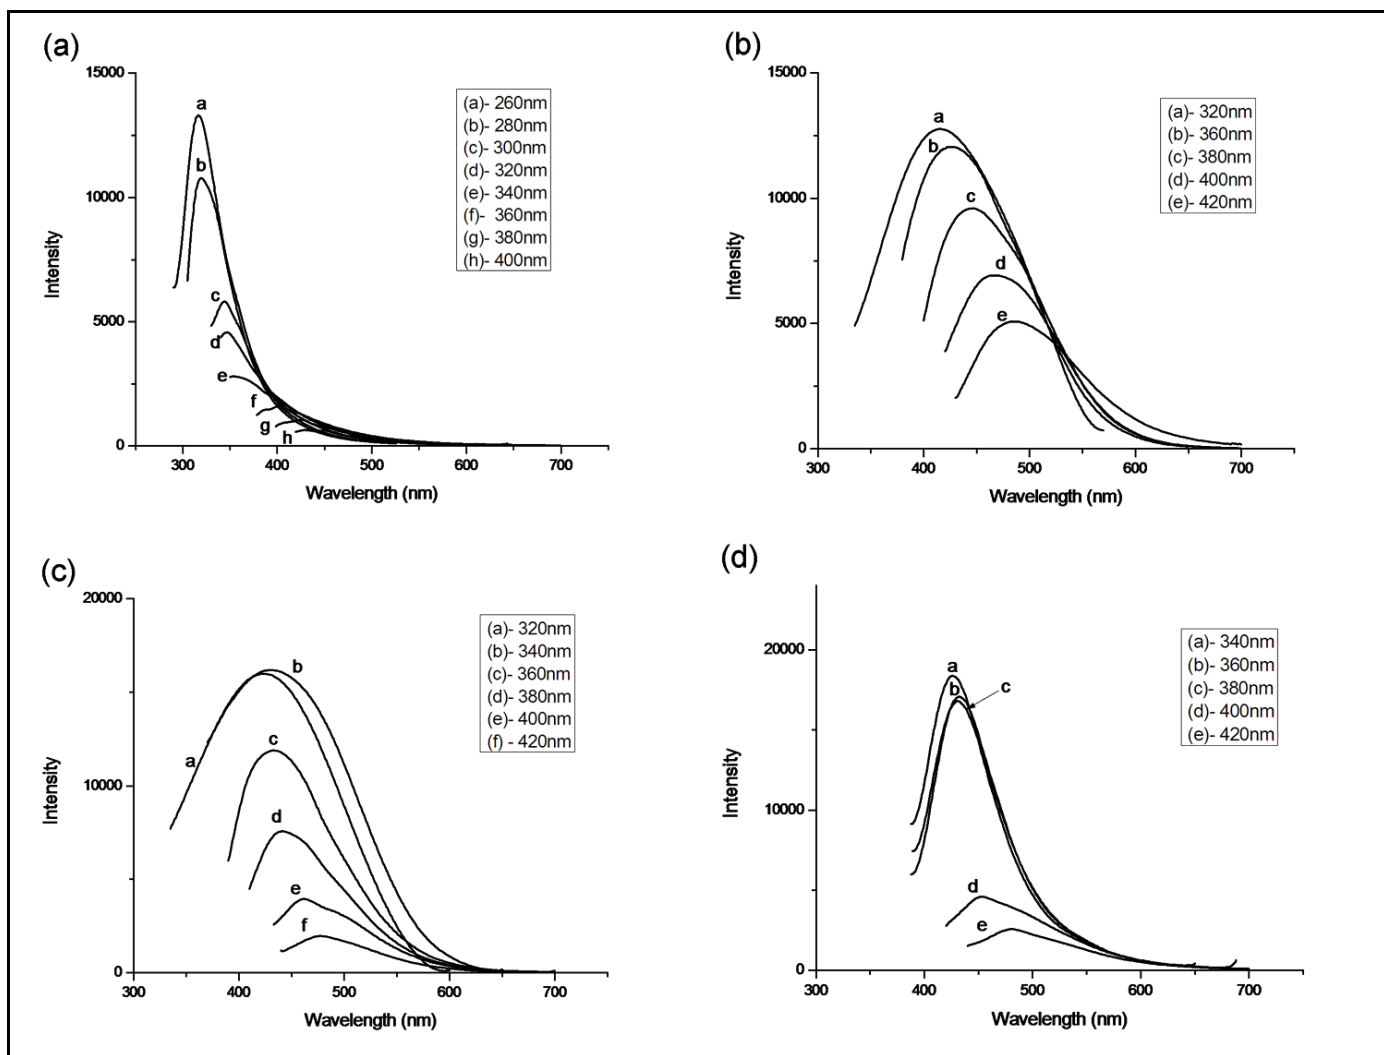 (a)
15000
10000
5000
0
Intensity
300 400 500 600 700
Wavelength (nm)
a
b
c
d
e
f
g
h
(a)- 260nm
(b)- 280nm
(c)- 300nm
(d)- 320nm
(e)- 340nm
(f)- 360nm
(g)- 380nm
(h)- 400nm
(b)
15000
10000
5000
0
Intensity
300 400 500 600 700
Wavelength (nm)
a
b
c
d
e
(a)- 320nm
(b)- 360nm
(c)- 380nm
(d)- 400nm
(e)- 420nm
(c)
20000
10000
0
Intensity
300 400 500 600 700
Wavelength (nm)
b
a
c
d
e
f
(a)- 320nm
(b)- 340nm
(c)- 360nm
(d)- 380nm
(e)- 400nm
(f) - 420nm
(d)
20000
10000
0
Intensity
300 400 500 600 700
Wavelength (nm)
a
b
c
d
e
(a)- 340nm
(b)- 360nm
(c)- 380nm
(d)- 400nm
(e)- 420nm